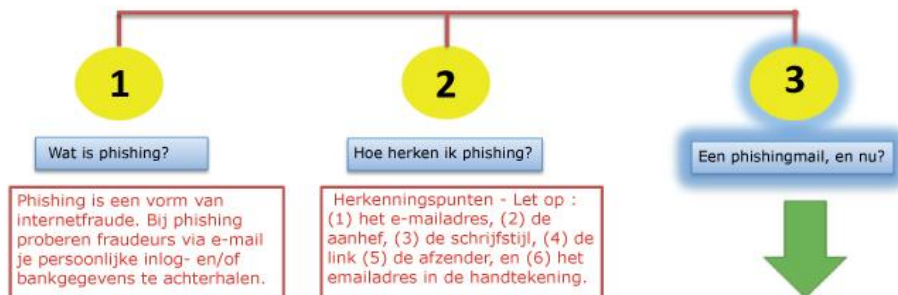 1
2
3
Wat is phishing?
Hoe herken ik phishing?
Een phishingmail, en nu?
Phishing is een vorm van
internetfraude. Bij phishing
proberen fraudeurs via e-mail
je persoonlijke inlog- en/of
bankgegevens te achterhalen.
Herkenningspunten - Let op :
(1) het e-mailadres, (2) de
aanhef, (3) de schrijfstijl, (4) de
link (5) de afzender, en (6) het
emailadres in de handtekening.